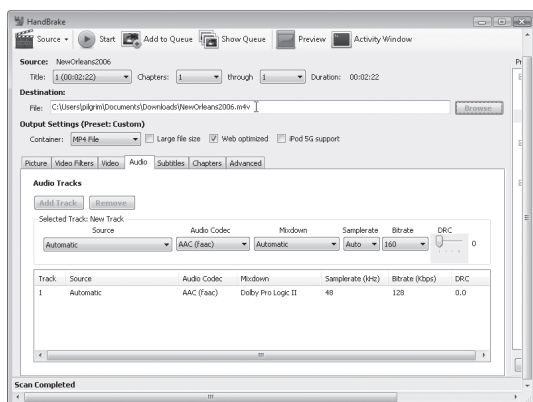 HandBrake
Source Start Add to Queue Show Queue Preview Activity Window
Source: NewOrleans2006
Title: 1 (00:02:22) Chapters: 1 through 1 Duration: 00:02:22
Destination:
File: C:\Users\pilgrim\Documents\Downloads\NewOrleans2006.m4v Browse
Output Settings (Preset: Custom)
Container: MP4 File Large file size Web optimized iPod 5G support
Picture Video Filters Video Audio Subtitles Chapters Advanced
Audio Tracks
Add Track Remove
Selected Track: New Track
Source Audio Codec Mixdown Samplerate Bitrate DRC
Automatic AAC (faac) Automatic Auto 160 0
Track Source Audio Codec Mixdown Samplerate (kHz) Bitrate (Kbps) DRC
1 Automatic AAC (faac) Dolby Pro Logic II 48 128 0.0
Scan Completed